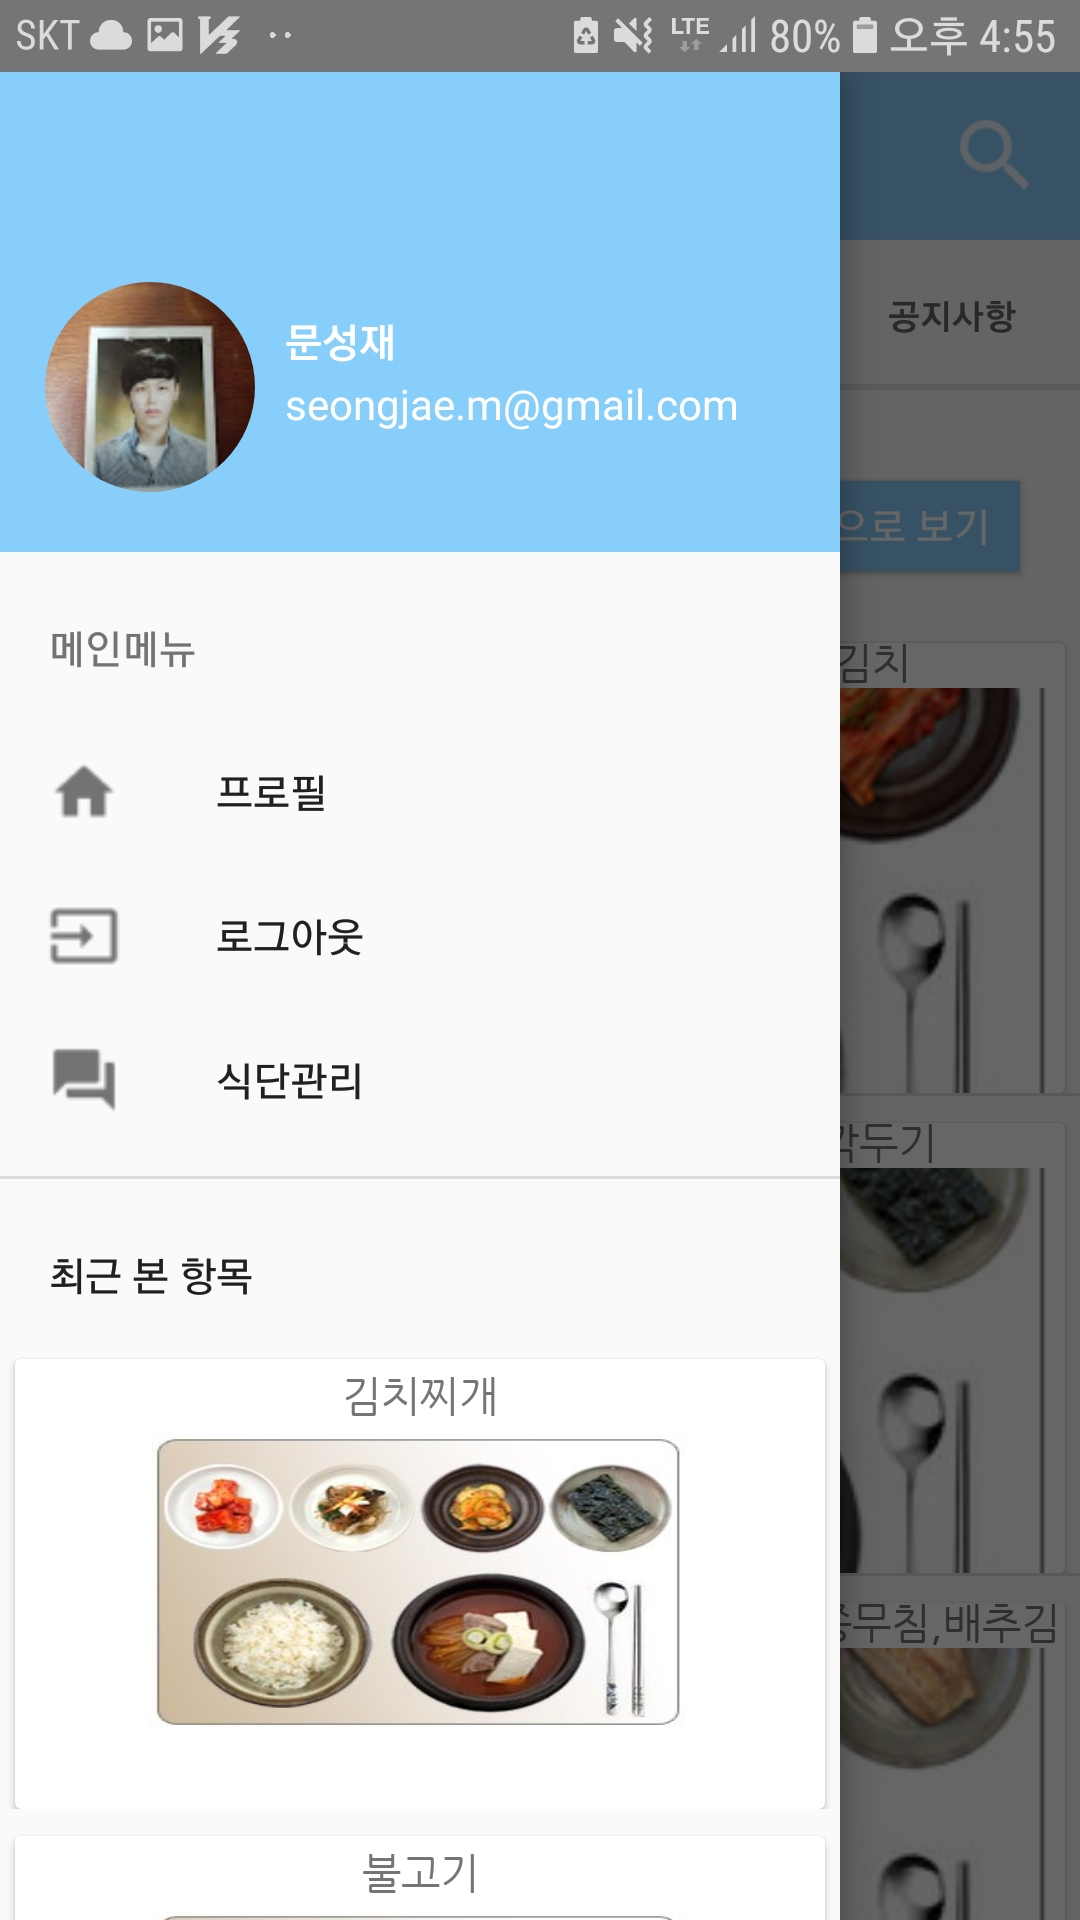 SKT LTE 80% 오후 4:55
공지사항
문성재
seongjae.m@gmail.com
으로 보기
메인메뉴
김치
프로필
로그아웃
식단관리
깍두기
최근 본 항목
김치찌개
무침,배추김
불고기